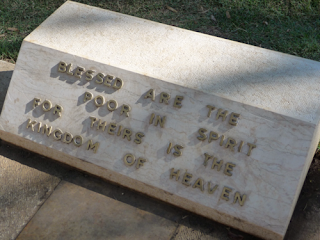 BLESSED ARE THE
POOR IN SPIRIT
FOR THEIRS IS THE
KINGDOM OF HEAVEN